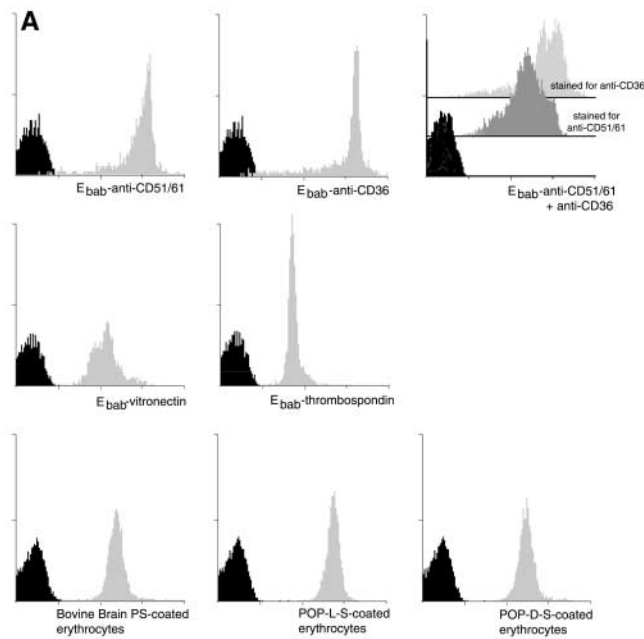 A
stained for anti-CD36
stained for
anti-CD51/61
Ebab-anti-CD51/61
Ebab-anti-CD36
Ebab-anti-CD51/61
+ anti-CD36
Ebab-vitronectin
Ebab-thrombospondin
Bovine Brain PS-coated
erythrocytes
POP-L-S-coated
erythrocytes
POP-D-S-coated
erythrocytes